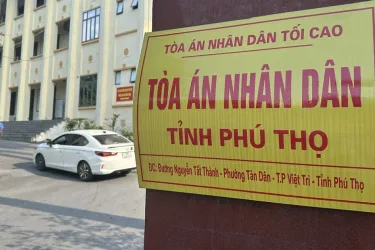 TÒA ÁN NHÂN DÂN TỐI CAO
TÒA ÁN NHÂN DÂN
TỈNH PHÚ THỌ
ĐC: Đường Nguyễn Tất Thành - Phường Tân Dân - T.P Việt Trì - Tỉnh Phú Thọ